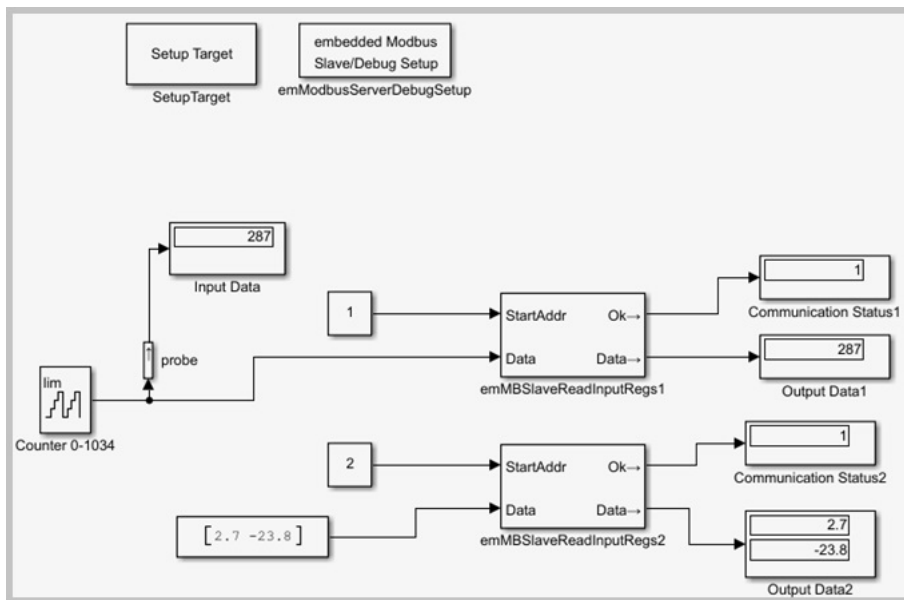 Setup Target
SetupTarget
embedded Modbus
Slave/Debug Setup
emModbusServerDebugSetup
287
Input Data
probe
lim
Counter 0-1034
1
StartAddr
Ok→
Data
Data→
emMBSlaveReadInputRegs1
1
Communication Status1
287
Output Data1
2
[2.7 -23.8]
StartAddr
Ok→
Data
Data→
emMBSlaveReadInputRegs2
1
Communication Status2
2.7
-23.8
Output Data2